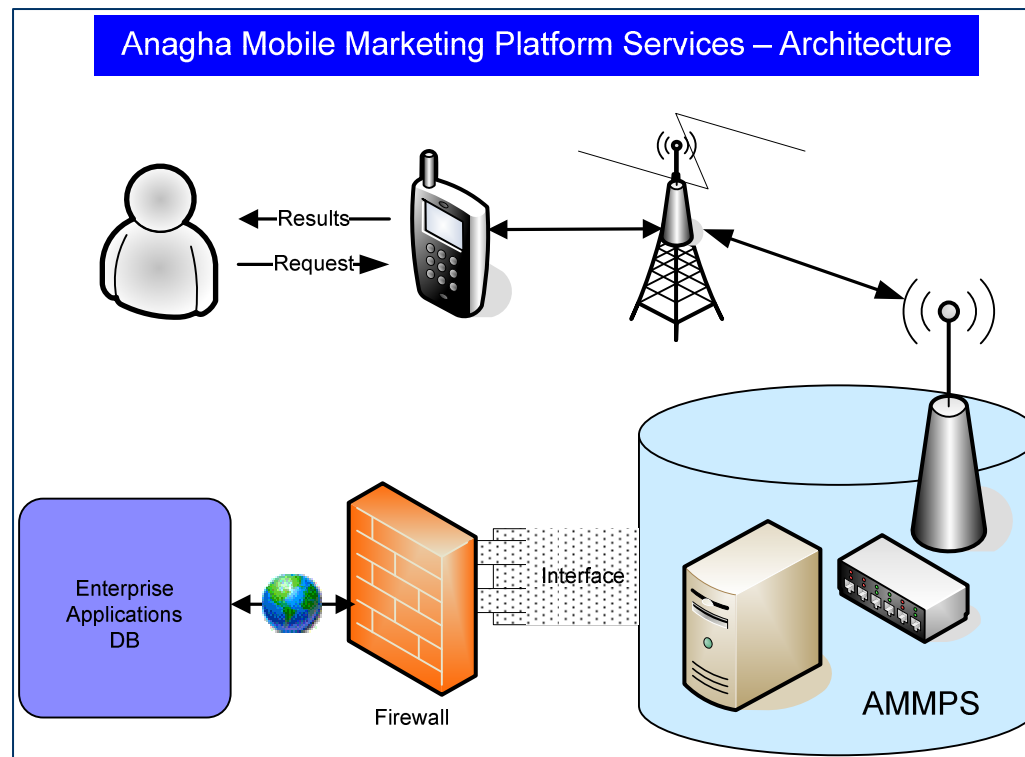 Anagha Mobile Marketing Platform Services – Architecture
Results
Request
Enterprise
Applications
DB
Interface
Firewall
AMMPS